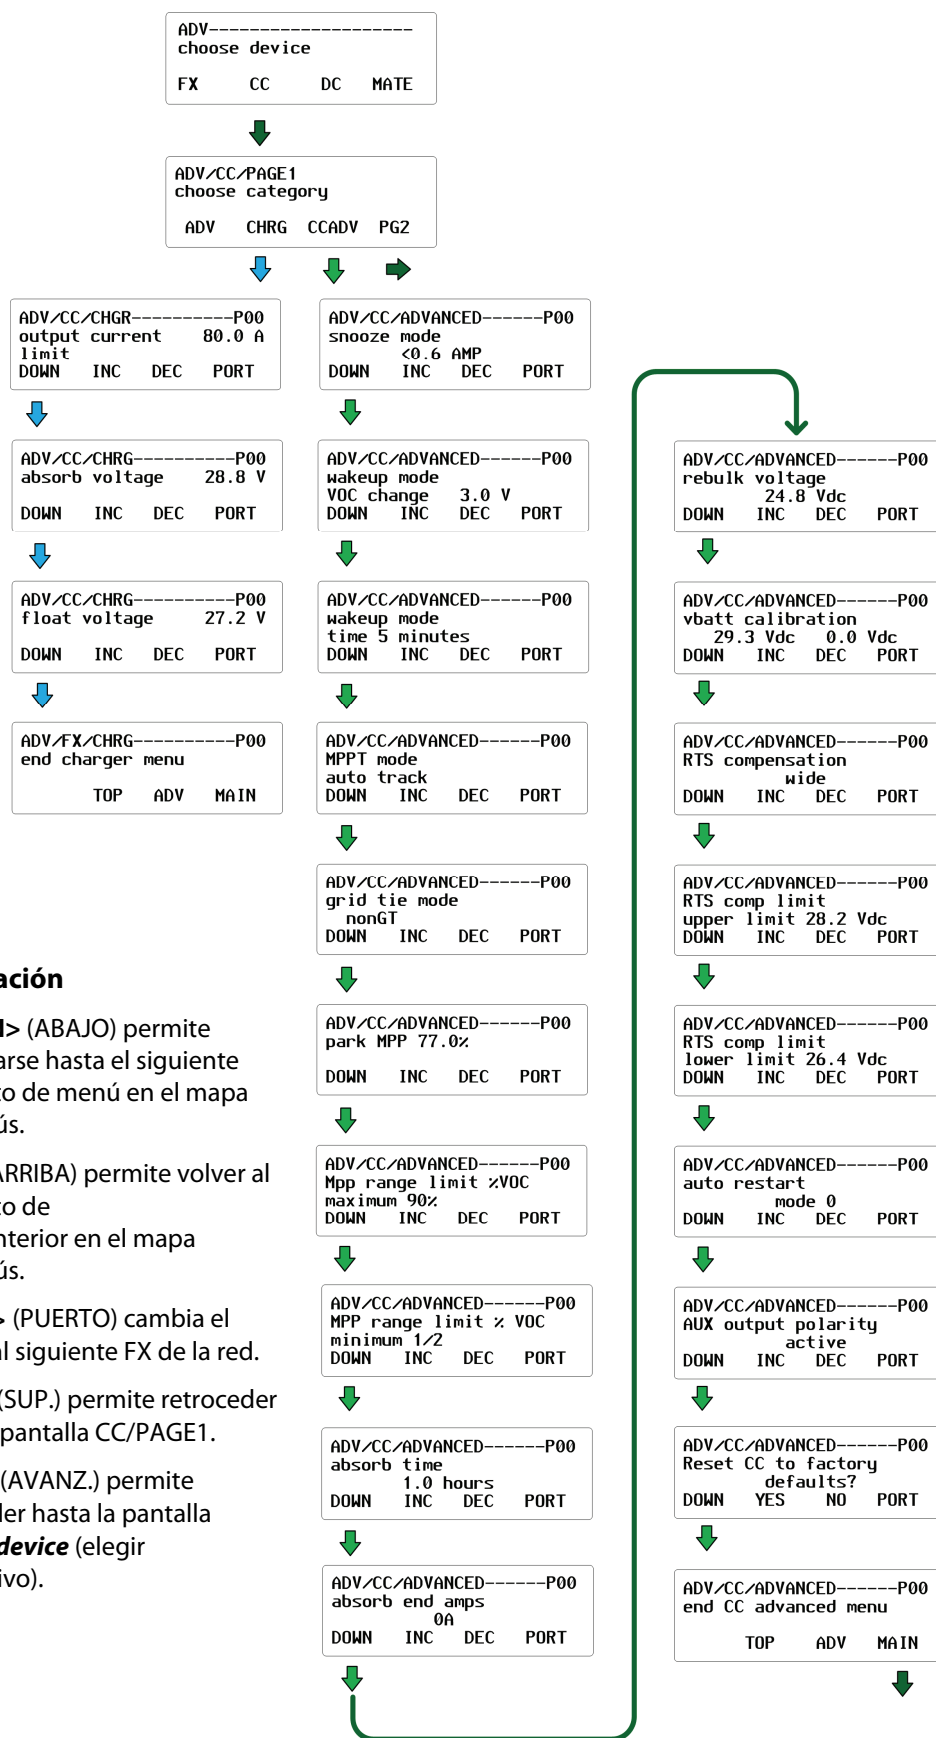 ADV---------------------
choose device
FX CC DC MATE
ADV/CC/PAGE1
choose category
ADV CHRG CCADV PG2
ADV/CC/CHGR----------P00
output current 80.0 A
limit
DOWN INC DEC PORT
ADV/CC/CHRG----------P00
absorb voltage 28.8 V
DOWN INC DEC PORT
ADV/CC/CHRG----------P00
float voltage 27.2 V
DOWN INC DEC PORT
ADV/FX/CHRG----------P00
end charger menu
TOP ADV MAIN
ADV/CC/ADVANCED------P00
snooze mode
<0.6 AMP
DOWN INC DEC PORT
ADV/CC/ADVANCED------P00
wakeup mode
VOC change 3.0 V
DOWN INC DEC PORT
ADV/CC/ADVANCED------P00
wakeup mode
time 5 minutes
DOWN INC DEC PORT
ADV/CC/ADVANCED------P00
MPPT mode
auto track
DOWN INC DEC PORT
ADV/CC/ADVANCED------P00
grid tie mode
nonGT
DOWN INC DEC PORT
ADV/CC/ADVANCED------P00
park MPP 77.0%
DOWN INC DEC PORT
ADV/CC/ADVANCED------P00
Mpp range limit %VOC
maximum 90%
DOWN INC DEC PORT
ADV/CC/ADVANCED------P00
MPP range limit % VOC
minimum 1/2
DOWN INC DEC PORT
ADV/CC/ADVANCED------P00
absorb time
1.0 hours
DOWN INC DEC PORT
ADV/CC/ADVANCED------P00
absorb end amps
0A
DOWN INC DEC PORT
ADV/CC/ADVANCED------P00
rebulk voltage
24.8 Vdc
DOWN INC DEC PORT
ADV/CC/ADVANCED------P00
vbatt calibration
29.3 Vdc 0.0 Vdc
DOWN INC DEC PORT
ADV/CC/ADVANCED------P00
RTS compensation
wide
DOWN INC DEC PORT
ADV/CC/ADVANCED------P00
RTS comp limit
upper limit 28.2 Vdc
DOWN INC DEC PORT
ADV/CC/ADVANCED------P00
RTS comp limit
lower limit 26.4 Vdc
DOWN INC DEC PORT
ADV/CC/ADVANCED------P00
auto restart
mode 0
DOWN INC DEC PORT
ADV/CC/ADVANCED------P00
AUX output polarity
active
DOWN INC DEC PORT
ADV/CC/ADVANCED------P00
Reset CC to factory
defaults?
DOWN YES NO PORT
ADV/CC/ADVANCED------P00
end CC advanced menu
TOP ADV MAIN
ación
> (ABAJO) permite
arse hasta el siguiente
to de menú en el mapa
ús.
ARRIBA) permite volver al
to de
nterior en el mapa
ús.
> (PUERTO) cambia el
al siguiente FX de la red.
(SUP.) permite retroceder
pantalla CC/PAGE1.
(AVANZ.) permite
der hasta la pantalla
device (elegir
ivo).